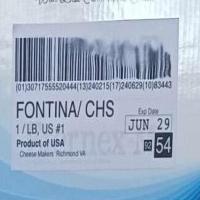 (01)30717555520444(13)240215(17)240629(10)83443
FONTINA/ CHS
1 / LB, US #1
Product of USA
Cheese Makers Richmond VA
Exp Date
JUN 29
92 54